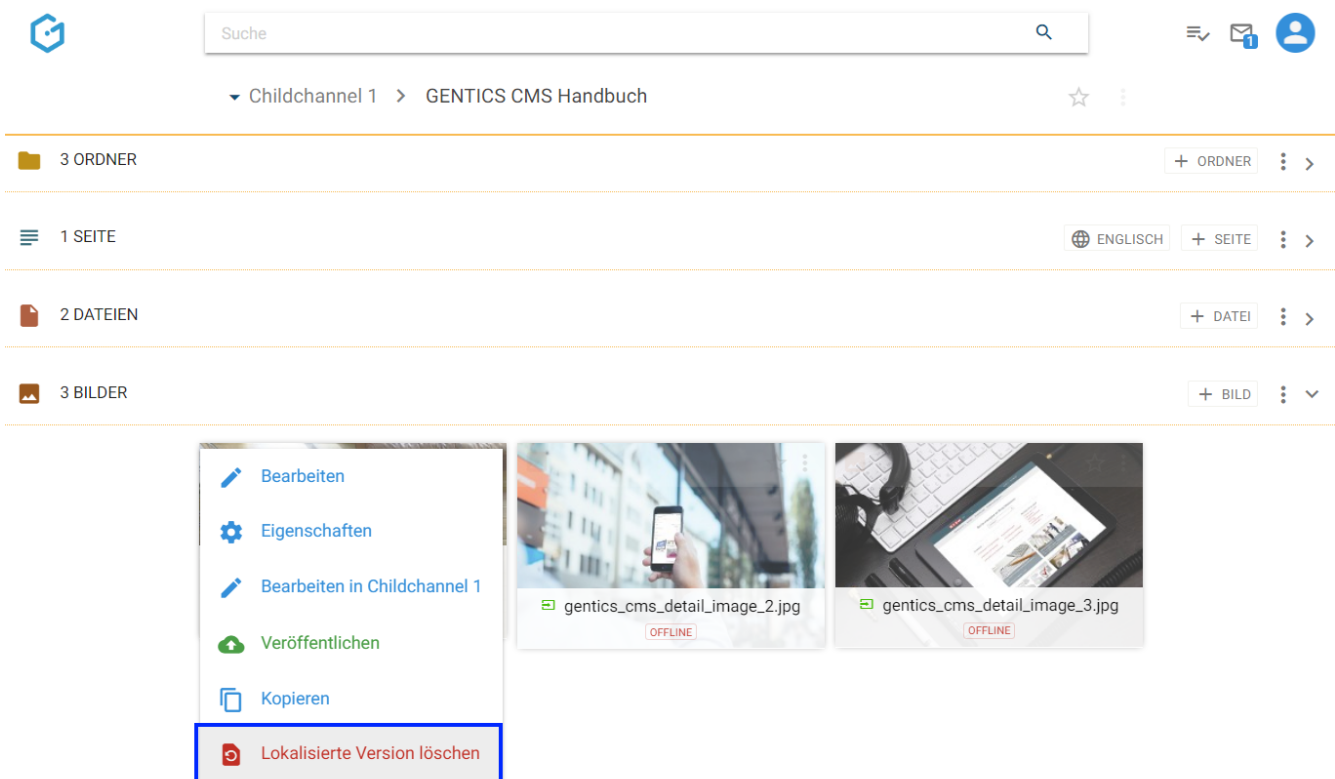 Suche
1
Childchannel 1 > GENTICS CMS Handbuch
3 ORDNER
+ ORDNER
1 SEITE
ENGLISCH
+ SEITE
2 DATEIEN
+ DATEI
3 BILDER
+ BILD
Bearbeiten
Eigenschaften
Bearbeiten in Childchannel 1
Veröffentlichen
Kopieren
Lokalisierte Version löschen
gentics_cms_detail_image_2.jpg
OFFLINE
gentics_cms_detail_image_3.jpg
OFFLINE